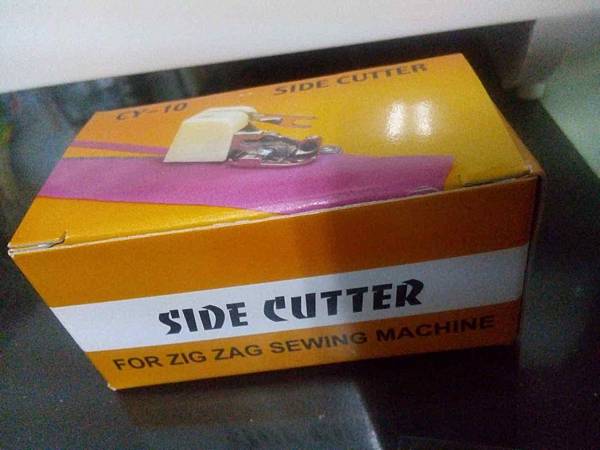 CY-10
SIDE CUTTER
SIDE CUTTER
FOR ZIG ZAG SEWING MACHINE